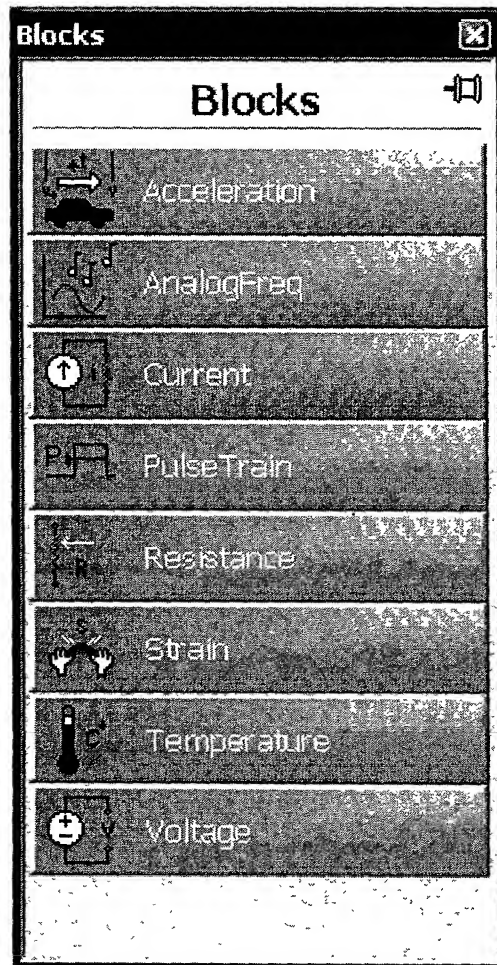 Blocks
Blocks
Acceleration
AnalogFreq
Current
PulseTrain
Resistance
Strain
Temperature
Voltage